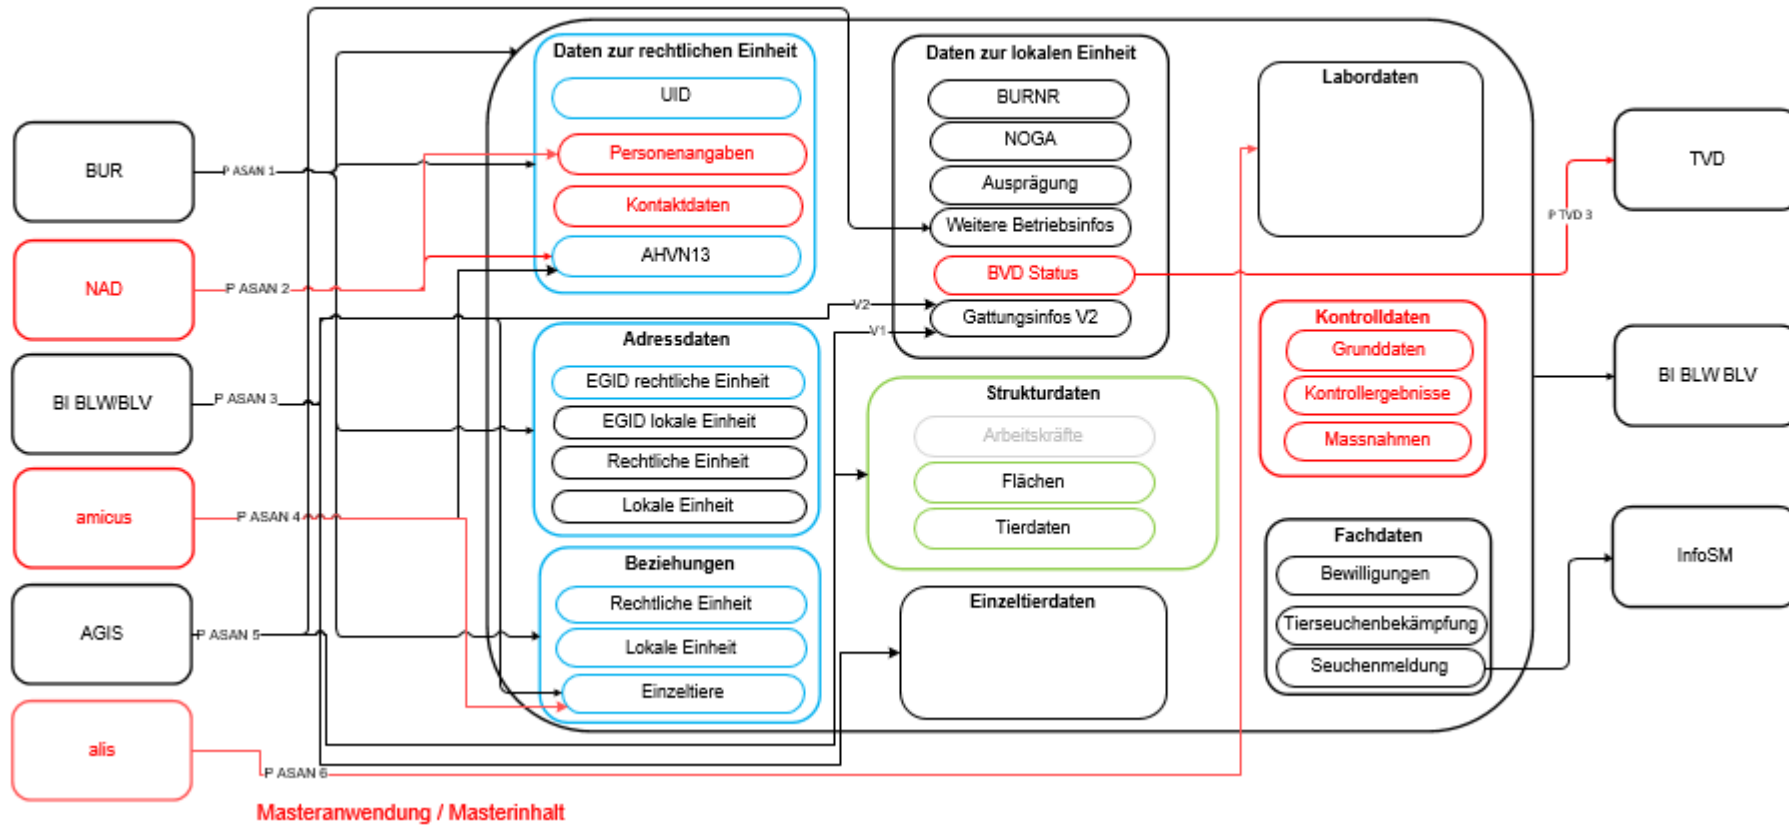 BUR
NAD
BI BLW/BLV
amicus
AGIS
alis
P ASAN 1
P ASAN 2
P ASAN 3
P ASAN 4
P ASAN 5
P ASAN 6
Daten zur rechtlichen Einheit
UID
Personenangaben
Kontaktdaten
AHVN13
Adressdaten
EGID rechtliche Einheit
EGID lokale Einheit
Rechtliche Einheit
Lokale Einheit
Beziehungen
Rechtliche Einheit
Lokale Einheit
Einzeltiere
Daten zur lokalen Einheit
BURNR
NOGA
Ausprägung
Weitere Betriebsinfos
BVD Status
Gattungsinfos V2
V2
V1
Strukturdaten
Arbeitskräfte
Flächen
Tierdaten
Einzeltierdaten
Labordaten
Kontrolldaten
Grunddaten
Kontrollergebnisse
Massnahmen
Fachdaten
Bewilligungen
Tierseuchenbekämpfung
Seuchenmeldung
P TVD 3
TVD
BI BLW BLV
InfoSM
Masteranwendung / Masterinhalt